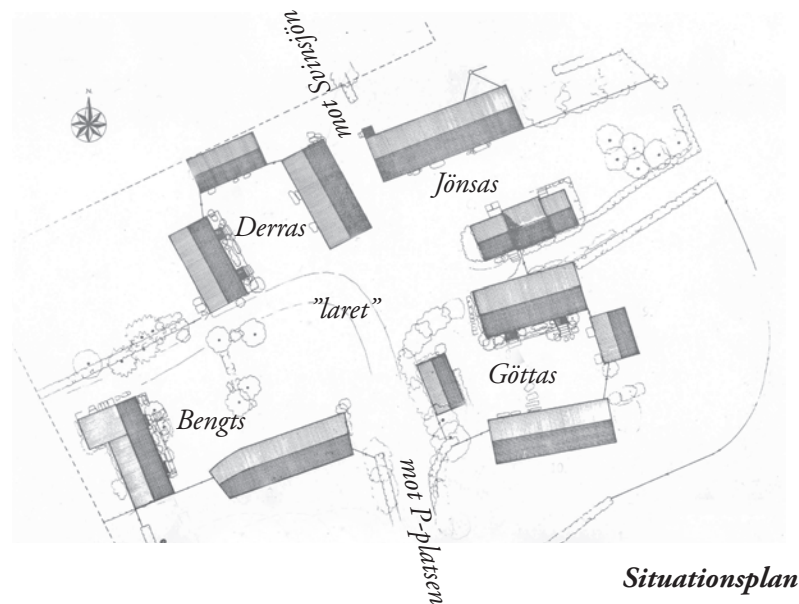 mot Svinsjön
N
Jönsas
Derras
”laret”
Göttas
Bengts
mot P-platsen
Situationsplan